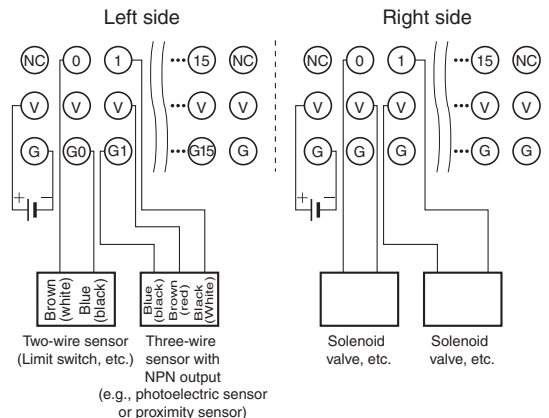 Left side
Right side
NC 0 1 •••15 NC
NC 0 1 •••15 NC
V V V •••V V
V V V •••V V
G G0 G1 •••G15 G
G G G •••G G
+ −
+ −
Brown
(white)
Blue
(black)
Blue
(black)
Brown
(red)
Black
(White)
Two-wire sensor
(Limit switch, etc.)
Three-wire
sensor with
NPN output
(e.g., photoelectric sensor
or proximity sensor)
Solenoid
valve, etc.
Solenoid
valve, etc.